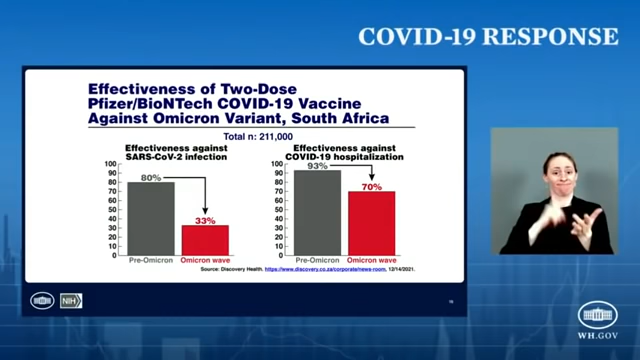 COVID-19 RESPONSE
Effectiveness of Two-Dose
Pfizer/BioNTech COVID-19 Vaccine
Against Omicron Variant, South Africa
Total n: 211,000
Effectiveness against
SARS-CoV-2 infection
100
90
80
70
60
50
40
30
20
10
0
80%
33%
Pre-Omicron
Omicron wave
Effectiveness against
COVID-19 hospitalization
100
90
80
70
60
50
40
30
20
10
0
93%
70%
Pre-Omicron
Omicron wave
Source: Discovery Health, https://www.discovery.co.za/corporate/news-room, 12/14/2021.
NIH
WH.GOV